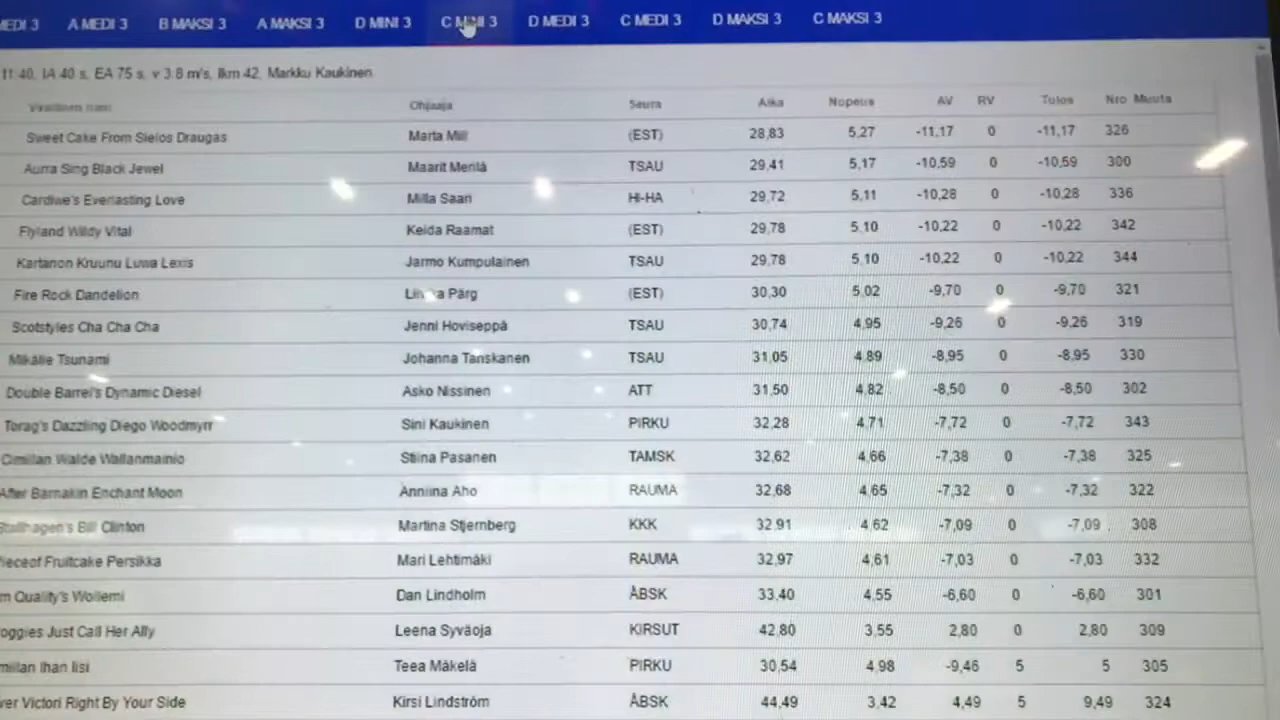 MEDI 3 A MEDI 3 B MAKSI 3 A MAKSI 3 D MINI 3 C MINI 3 D MEDI 3 C MEDI 3 D MAKSI 3 C MAKSI 3
11:40, IA 40 s, EA 75 s, v 3.8 m/s, lkm 42, Markku Kaukinen
Virallinen nimi Ohjaaja Seura Aika Nopeus AV RV Tulos Nro Muuta
Sweet Cake From Sielos Draugas Marta Miil (EST) 28,83 5,27 -11,17 0 -11,17 326
Aurra Sing Black Jewel Maarit Merilä TSAU 29,41 5,17 -10,59 0 -10,59 300
Cardiwe's Everlasting Love Milla Saari HI-HA 29,72 5,11 -10,28 0 -10,28 336
Flyland Wildy Vital Keida Raamat (EST) 29,78 5,10 -10,22 0 -10,22 342
Kartanon Kruunu Luwa Lexis Jarmo Kumpulainen TSAU 29,78 5,10 -10,22 0 -10,22 344
Fire Rock Dandelion Pärg (EST) 30,30 5,02 -9,70 0 -9,70 321
Scotstyles Cha Cha Cha Jenni Hoviseppä TSAU 30,74 4,95 -9,26 0 -9,26 319
Mikälie Tsunami Johanna Tanskanen TSAU 31,05 4,89 -8,95 0 -8,95 330
Double Barrel's Dynamic Diesel Asko Nissinen ATT 31,50 4,82 -8,50 0 -8,50 302
Torag's Dazzling Diego Woodmyrr Sini Kaukinen PIRKU 32,28 4,71 -7,72 0 -7,72 343
Cimillan Walde Wallanmainio Stiina Pasanen TAMSK 32,62 4,66 -7,38 0 -7,38 325
After Barnakin Enchant Moon Anniina Aho RAUMA 32,68 4,65 -7,32 0 -7,32 322
Stallhagen's Bill Clinton Martina Stjernberg KKK 32,91 4,62 -7,09 0 -7,09 308
ieceof Fruitcake Persikka Mari Lehtimäki RAUMA 32,97 4,61 -7,03 0 -7,03 332
m Quality's Wollemi Dan Lindholm ÅBSK 33,40 4,55 -6,60 0 -6,60 301
oggies Just Call Her Ally Leena Syväoja KIRSUT 42,80 3,55 2,80 0 2,80 309
millan Ihan Iisi Teea Mäkelä PIRKU 30,54 4,98 -9,46 5 5 305
ver Victori Right By Your Side Kirsi Lindström ÅBSK 44,49 3,42 4,49 5 9,49 324